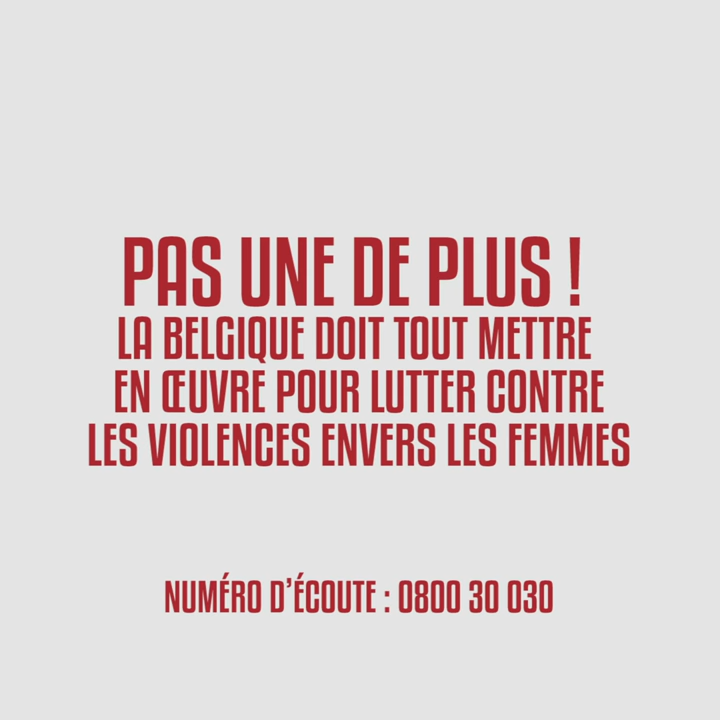 PAS UNE DE PLUS !
LA BELGIQUE DOIT TOUT METTRE
EN ŒUVRE POUR LUTTER CONTRE
LES VIOLENCES ENVERS LES FEMMES
NUMÉRO D'ÉCOUTE : 0800 30 030